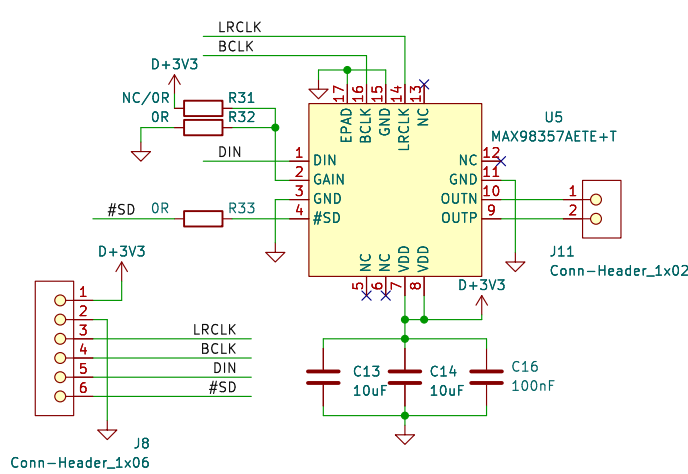 LRCLK
BCLK
D+3V3
NC/0R R31
0R R32
17 16 15 14 13
EPAD BCLK GND LRCLK NC
U5
MAX98357AETE+T
DIN 1 DIN
2 GAIN
3 GND
#SD 0R R33 4 #SD
NC 12
GND 11
OUTN 10 1
OUTP 9 2
J11
Conn-Header_1x02
NC NC VDD VDD
5 6 7 8
D+3V3
D+3V3
1
2
3 LRCLK
4 BCLK
5 DIN
6 #SD
J8
Conn-Header_1x06
C13
10uF
C14
10uF
C16
100nF